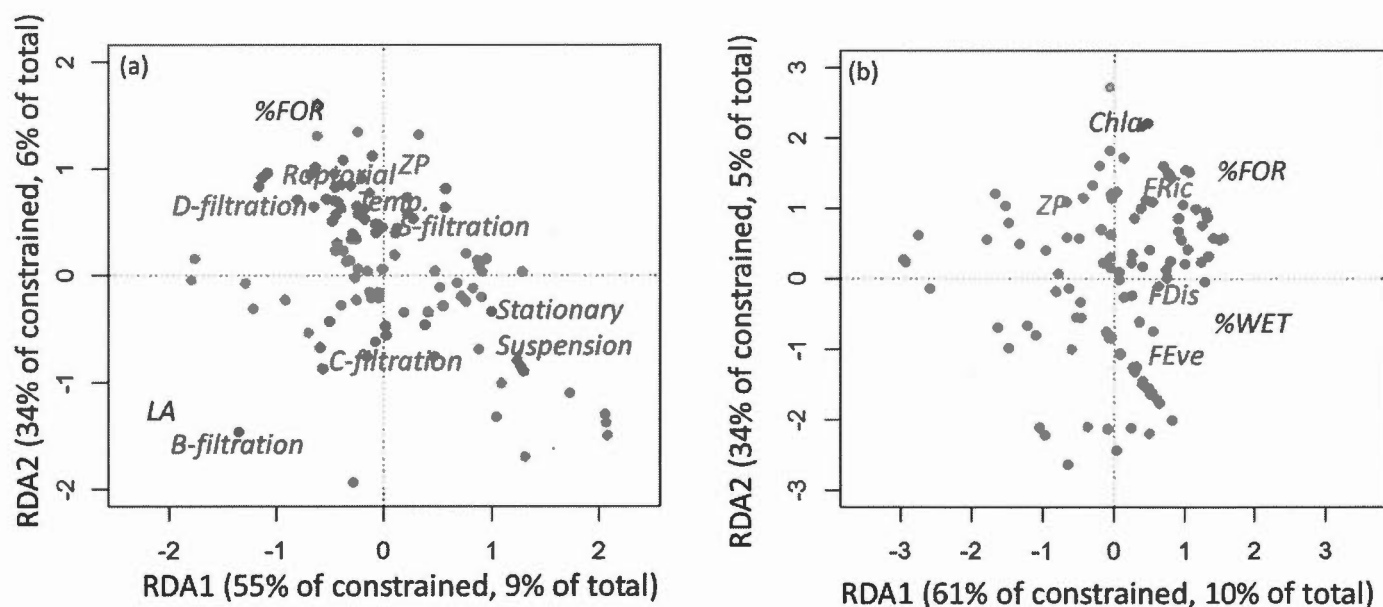 (a)
2
1
0
-1
-2
RDA2 (34% of constrained, 6% of total)
%FOR
ZP
Raptorial
Temp.
D-filtration
S-filtration
Stationary
Suspension
C-filtration
LA
B-filtration
-2 -1 0 1 2
RDA1 (55% of constrained, 9% of total)
(b)
3
2
1
0
-1
-2
-3
RDA2 (34% of constrained, 5% of total)
Chla
%FOR
FRic
ZP
FDis
%WET
FEve
-3 -2 -1 0 1 2 3
RDA1 (61% of constrained, 10% of total)